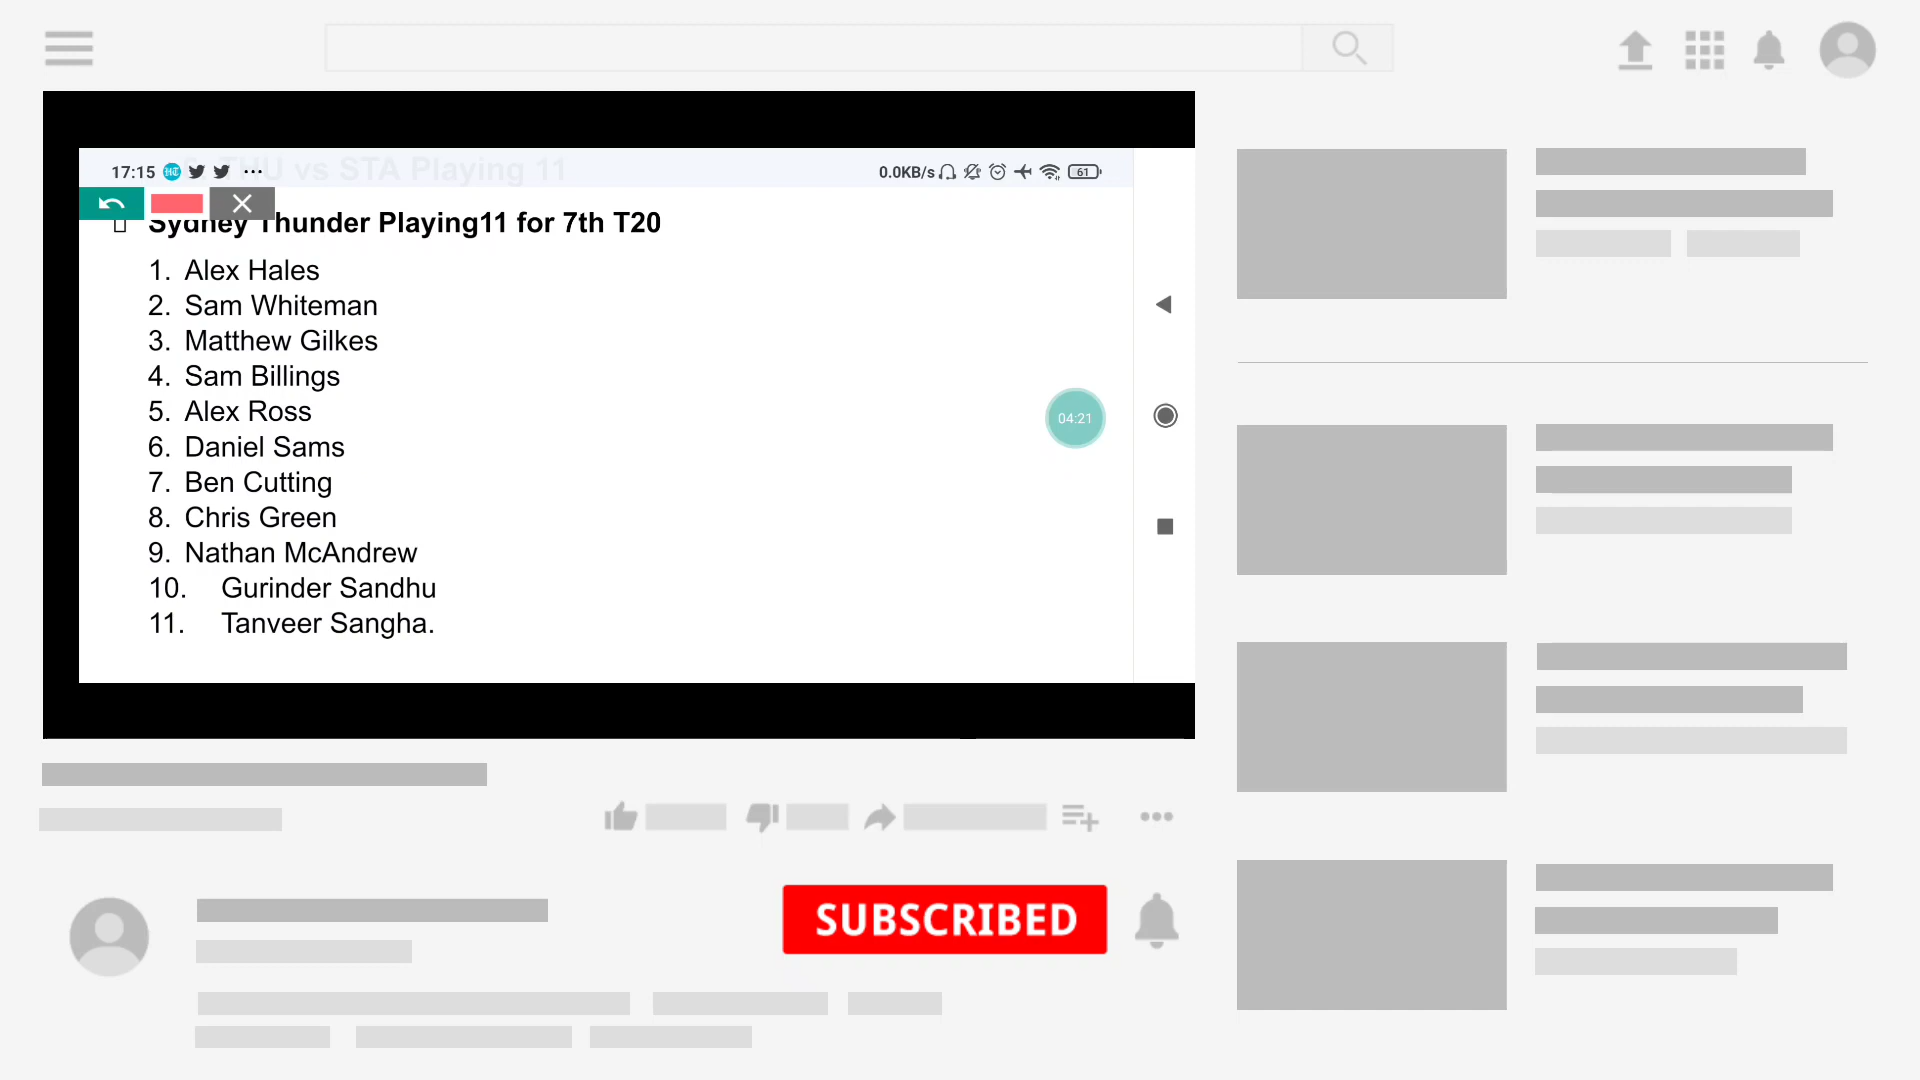 THU vs STA Playing 11
17:15 ... 0.0KB/s 61
Sydney Thunder Playing11 for 7th T20
1. Alex Hales
2. Sam Whiteman
3. Matthew Gilkes
4. Sam Billings
5. Alex Ross
6. Daniel Sams
7. Ben Cutting
8. Chris Green
9. Nathan McAndrew
10. Gurinder Sandhu
11. Tanveer Sangha.
04:21
SUBSCRIBED